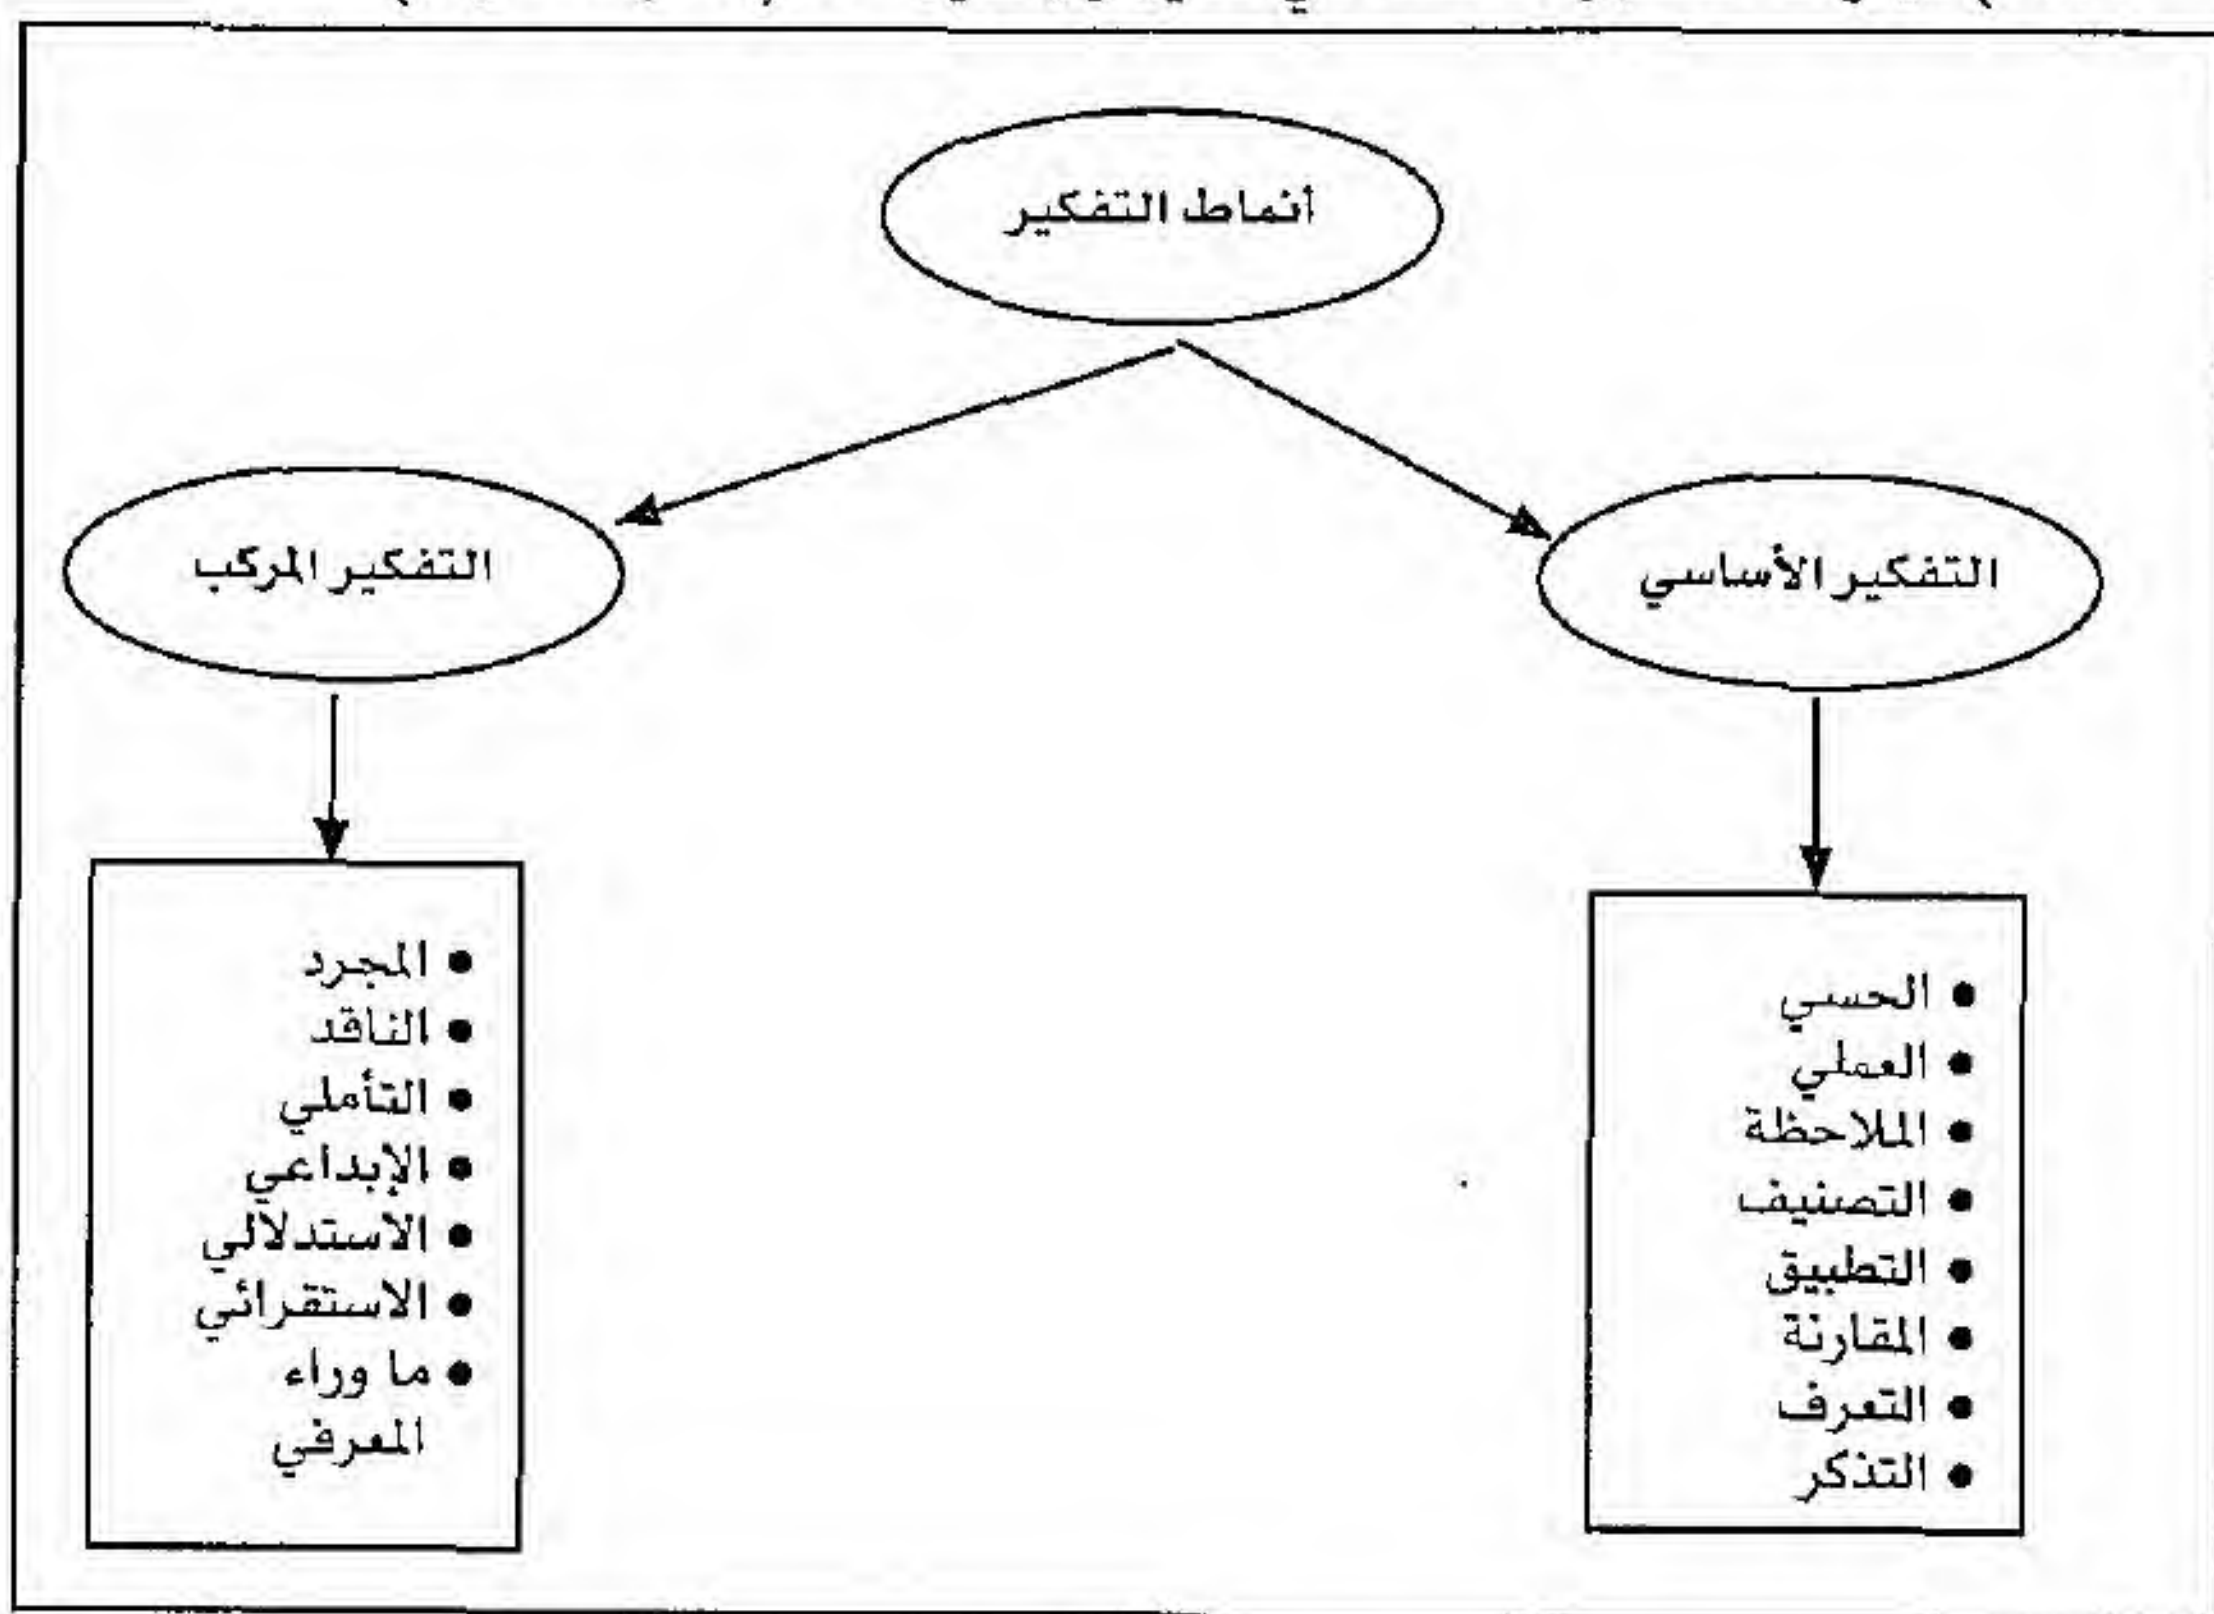 أنماط التفكير
التفكير الأساسي
• الحسي
• العملي
• الملاحظة
• التصنيف
• التطبيق
• المقارنة
• التعرف
• التذكر
التفكير المركب
• المجرد
• الناقد
• التأملي
• الإبداعي
• الاستدلالي
• الاستقرائي
• ما وراء
المعرفي